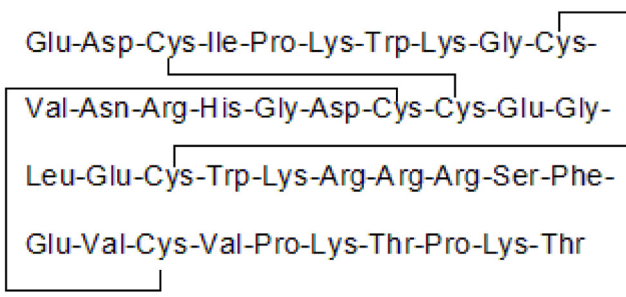 Glu-Asp-Cys-Ile-Pro-Lys-Trp-Lys-Gly-Cys-
Val-Asn-Arg-His-Gly-Asp-Cys-Cys-Glu-Gly-
Leu-Glu-Cys-Trp-Lys-Arg-Arg-Arg-Ser-Phe-
Glu-Val-Cys-Val-Pro-Lys-Thr-Pro-Lys-Thr